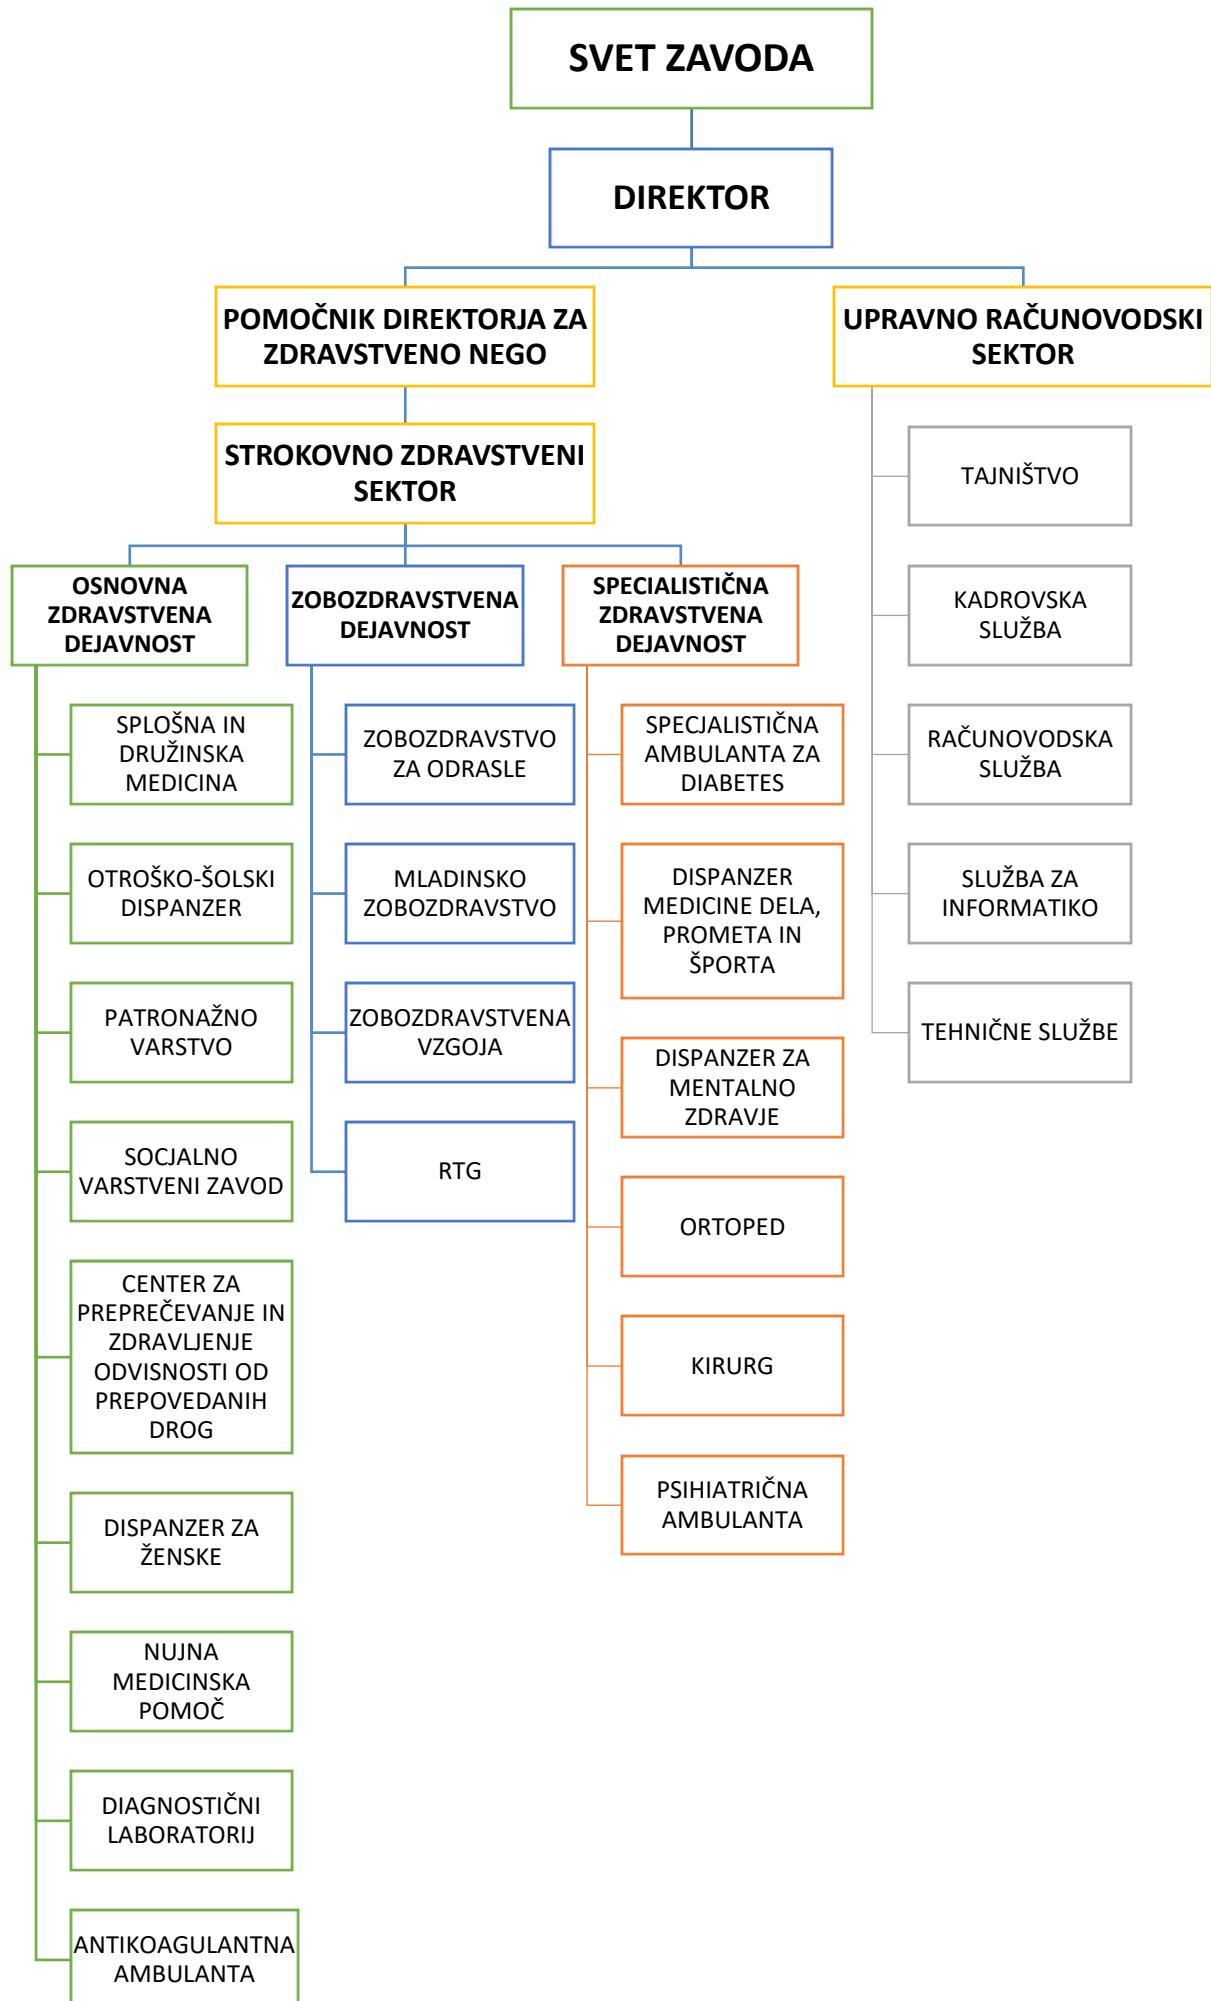 SVET ZAVODA
DIREKTOR
POMOČNIK DIREKTORJA ZA
ZDRAVSTVENO NEGO
UPRAVNO RAČUNOVODSKI
SEKTOR
STROKOVNO ZDRAVSTVENI
SEKTOR
OSNOVNA
ZDRAVSTVENA
DEJAVNOST
SPLOŠNA IN
DRUŽINSKA
MEDICINA
OTROŠKO-ŠOLSKI
DISPANZER
PATRONAŽNO
VARSTVO
SOCJALNO
VARSTVENI ZAVOD
CENTER ZA
PREPREČEVANJE IN
ZDRAVLJENJE
ODVISNOSTI OD
PREPOVEDANIH
DROG
DISPANZER ZA
ŽENSKE
NUJNA
MEDICINSKA
POMOČ
DIAGNOSTIČNI
LABORATORIJ
ANTIKOAGULANTNA
AMBULANTA
ZOBOZDRAVSTVENA
DEJAVNOST
ZOBOZDRAVSTVO
ZA ODRASLE
MLADINSKO
ZOBOZDRAVSTVO
ZOBOZDRAVSTVENA
VZGOJA
RTG
SPECIALISTIČNA
ZDRAVSTVENA
DEJAVNOST
SPECJALISTIČNA
AMBULANTA ZA
DIABETES
DISPANZER
MEDICINE DELA,
PROMETA IN
ŠPORTA
DISPANZER ZA
MENTALNO
ZDRAVJE
ORTOPED
KIRURG
PSIHIATRIČNA
AMBULANTA
TAJNIŠTVO
KADROVSKA
SLUŽBA
RAČUNOVODSKA
SLUŽBA
SLUŽBA ZA
INFORMATIKO
TEHNIČNE SLUŽBE